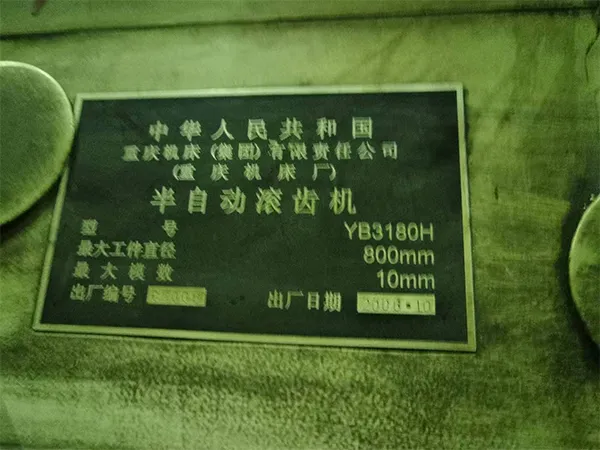 中华人民共和国
重庆机床(集团)有限责任公司
(重庆机床厂)
半自动滚齿机
型号 YB3180H
最大工件直径 800mm
最大模数 10mm
出厂编号 出厂日期